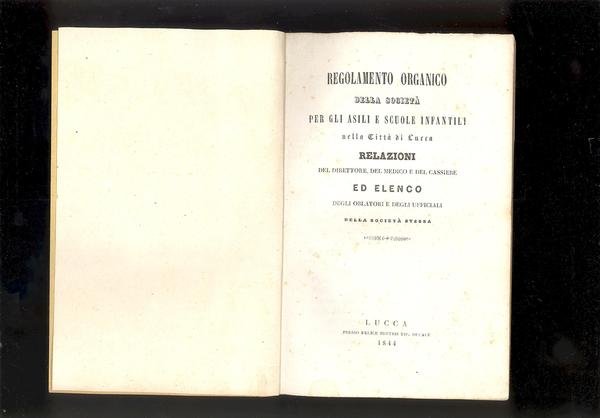 REGOLAMENTO ORGANICO
DELLA SOCIETÀ
PER GLI ASILI E SCUOLE INFANTILI
nella Città di Lucca
RELAZIONI
DEL DIRETTORE, DEL MEDICO E DEL CASSIERE
ED ELENCO
DEGLI OBLATORI E DEGLI UFFICIALI
DELLA SOCIETÀ STESSA
LUCCA
PRESSO FELICE BERTINI TIP. DUCALE
1844